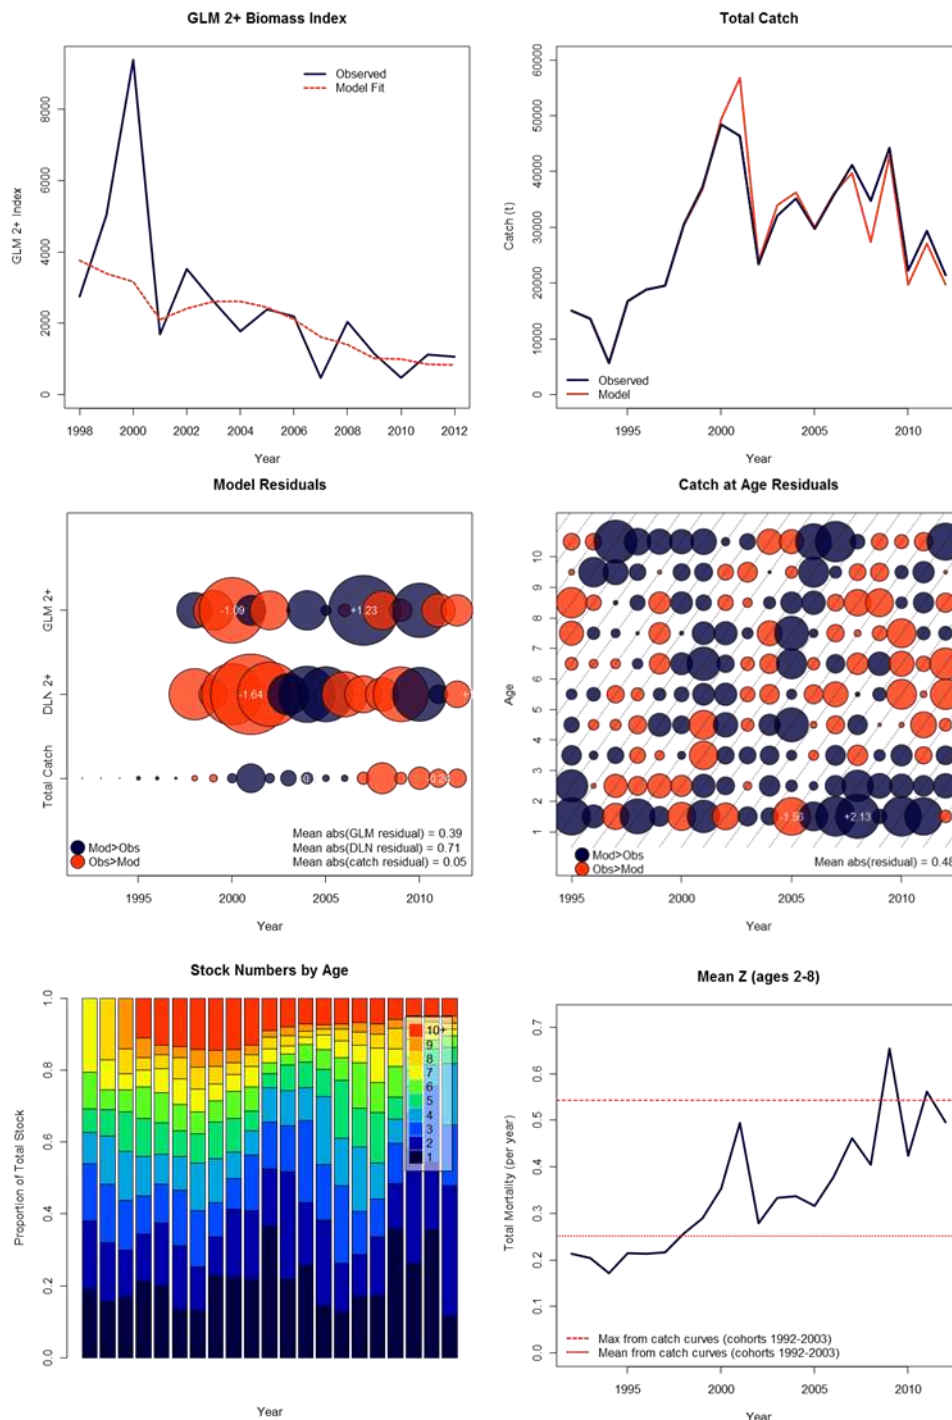 GLM 2+ Biomass Index
GLM 2+ Index
0
2000
4000
6000
8000
Observed
Model Fit
1998
2000
2002
2004
2006
2008
2010
2012
Year
Total Catch
Catch (t)
0
10000
20000
30000
40000
50000
60000
Observed
Model
1995
2000
2005
2010
Year
Model Residuals
GLM 2+
DLN 2+
Total Catch
-1.09
+1.23
-1.64
Mod>Obs
Obs>Mod
Mean abs(GLM residual) = 0.39
Mean abs(DLN residual) = 0.71
Mean abs(catch residual) = 0.05
1995
2000
2005
2010
Year
Catch at Age Residuals
Age
1
2
3
4
5
6
7
8
9
10
-1.56
+2.13
Mod>Obs
Obs>Mod
Mean abs(residual) = 0.48
1995
2000
2005
2010
Year
Stock Numbers by Age
Proportion of Total Stock
0.0
0.2
0.4
0.6
0.8
1.0
10+
9
8
7
6
5
4
3
2
1
Year
Mean Z (ages 2-8)
Total Mortality (per year)
0.0
0.1
0.2
0.3
0.4
0.5
0.6
0.7
Max from catch curves (cohorts 1992-2003)
Mean from catch curves (cohorts 1992-2003)
1995
2000
2005
2010
Year